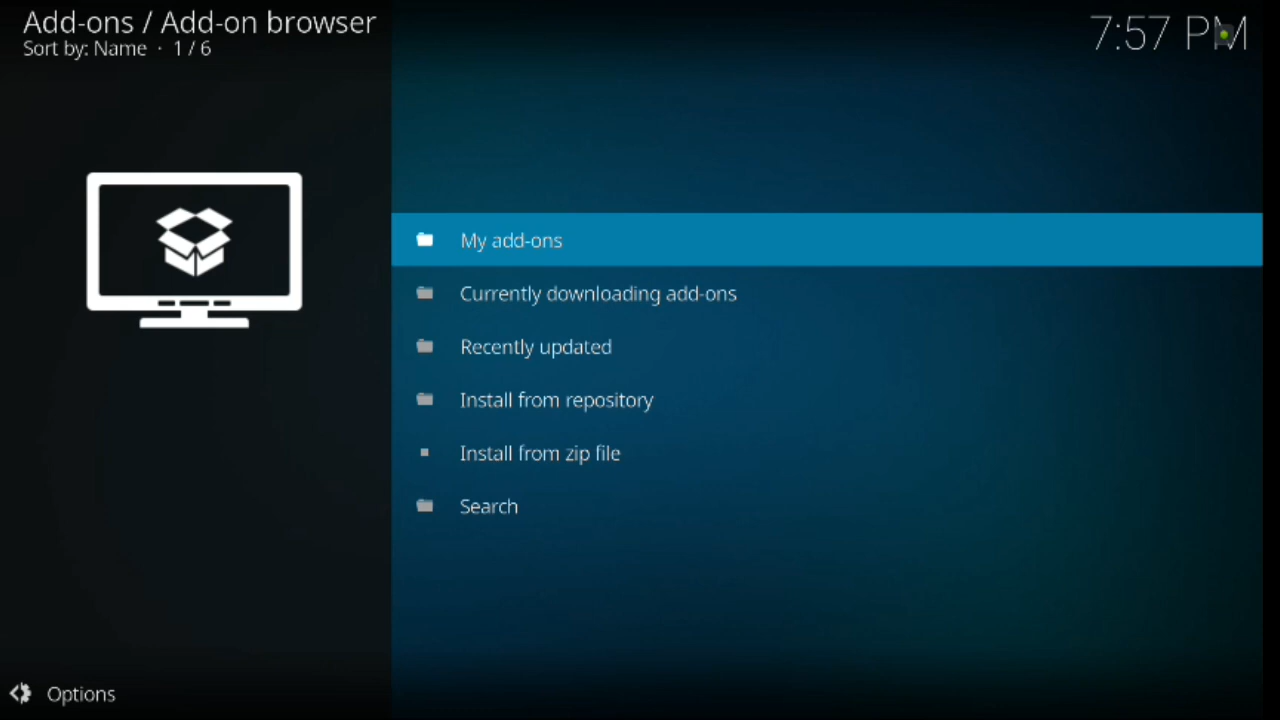 Add-ons / Add-on browser
Sort by: Name · 1 / 6
7:57 PM
My add-ons
Currently downloading add-ons
Recently updated
Install from repository
Install from zip file
Search
Options